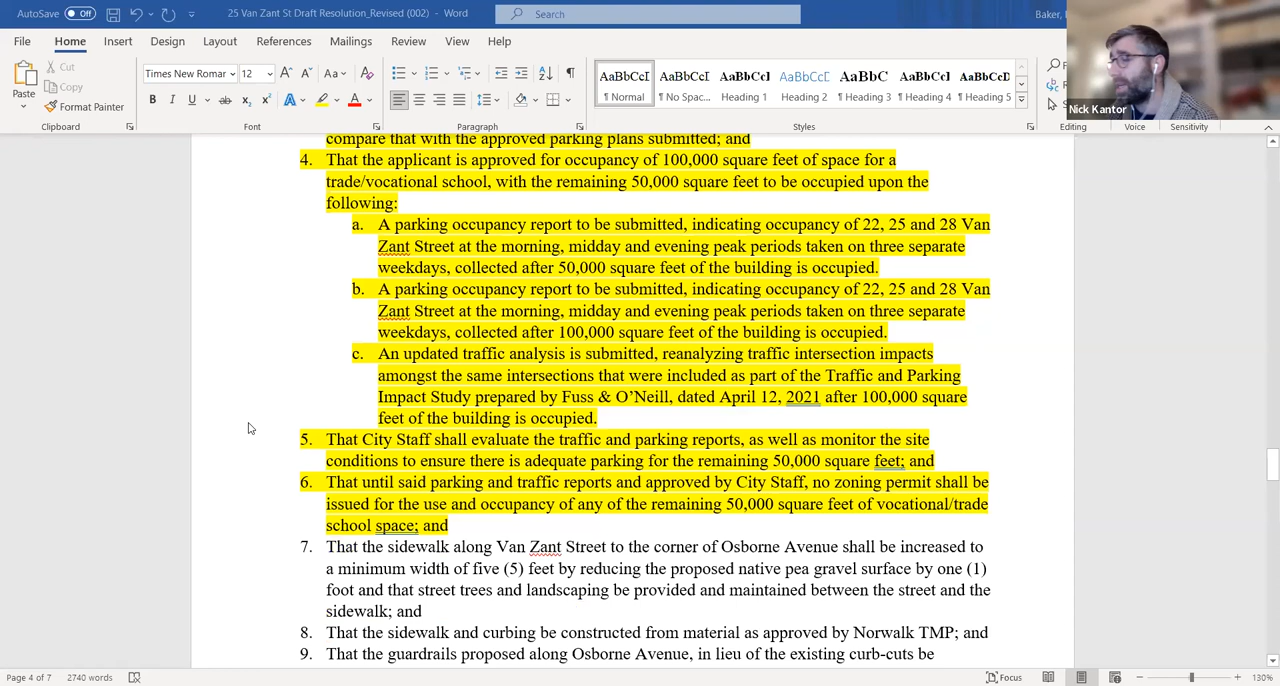 AutoSave Off 25 Van Zant St Draft Resolution_Revised (002) - Word Search Baker,
File Home Insert Design Layout References Mailings Review View Help
Paste Cut Copy Format Painter Clipboard
Times New Romar 12 Font
Paragraph
AaBbCcI AaBbCcI AaBbCcI AaBbCcI AaBbC AaBbCcI AaBbCcI
¶ Normal ¶ No Spac... Heading 1 Heading 2 ¶ Heading 3 ¶ Heading 4 ¶ Heading 5
Styles Editing Voice Sensitivity
Nick Kantor
compare that with the approved parking plans submitted; and
4. That the applicant is approved for occupancy of 100,000 square feet of space for a
trade/vocational school, with the remaining 50,000 square feet to be occupied upon the
following:
a. A parking occupancy report to be submitted, indicating occupancy of 22, 25 and 28 Van
Zant Street at the morning, midday and evening peak periods taken on three separate
weekdays, collected after 50,000 square feet of the building is occupied.
b. A parking occupancy report to be submitted, indicating occupancy of 22, 25 and 28 Van
Zant Street at the morning, midday and evening peak periods taken on three separate
weekdays, collected after 100,000 square feet of the building is occupied.
c. An updated traffic analysis is submitted, reanalyzing traffic intersection impacts
amongst the same intersections that were included as part of the Traffic and Parking
Impact Study prepared by Fuss & O’Neill, dated April 12, 2021 after 100,000 square
feet of the building is occupied.
5. That City Staff shall evaluate the traffic and parking reports, as well as monitor the site
conditions to ensure there is adequate parking for the remaining 50,000 square feet; and
6. That until said parking and traffic reports and approved by City Staff, no zoning permit shall be
issued for the use and occupancy of any of the remaining 50,000 square feet of vocational/trade
school space; and
7. That the sidewalk along Van Zant Street to the corner of Osborne Avenue shall be increased to
a minimum width of five (5) feet by reducing the proposed native pea gravel surface by one (1)
foot and that street trees and landscaping be provided and maintained between the street and the
sidewalk; and
8. That the sidewalk and curbing be constructed from material as approved by Norwalk TMP; and
9. That the guardrails proposed along Osborne Avenue, in lieu of the existing curb-cuts be
Page 4 of 7 2740 words Focus 130%